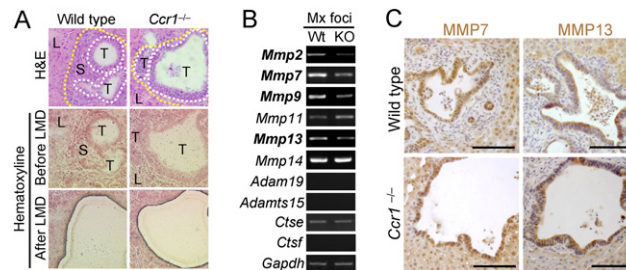 A
Wild type
Ccr1⁻/⁻
H&E
L
S
T
T
T
T
L
Hematoxyline
Before LMD
After LMD
L
S
T
T
T
T
L
B
Mx foci
Wt KO
Mmp2
Mmp7
Mmp9
Mmp11
Mmp13
Mmp14
Adam19
Adamts15
Ctse
Ctsf
Gapdh
C
MMP7
MMP13
Wild type
Ccr1⁻/⁻